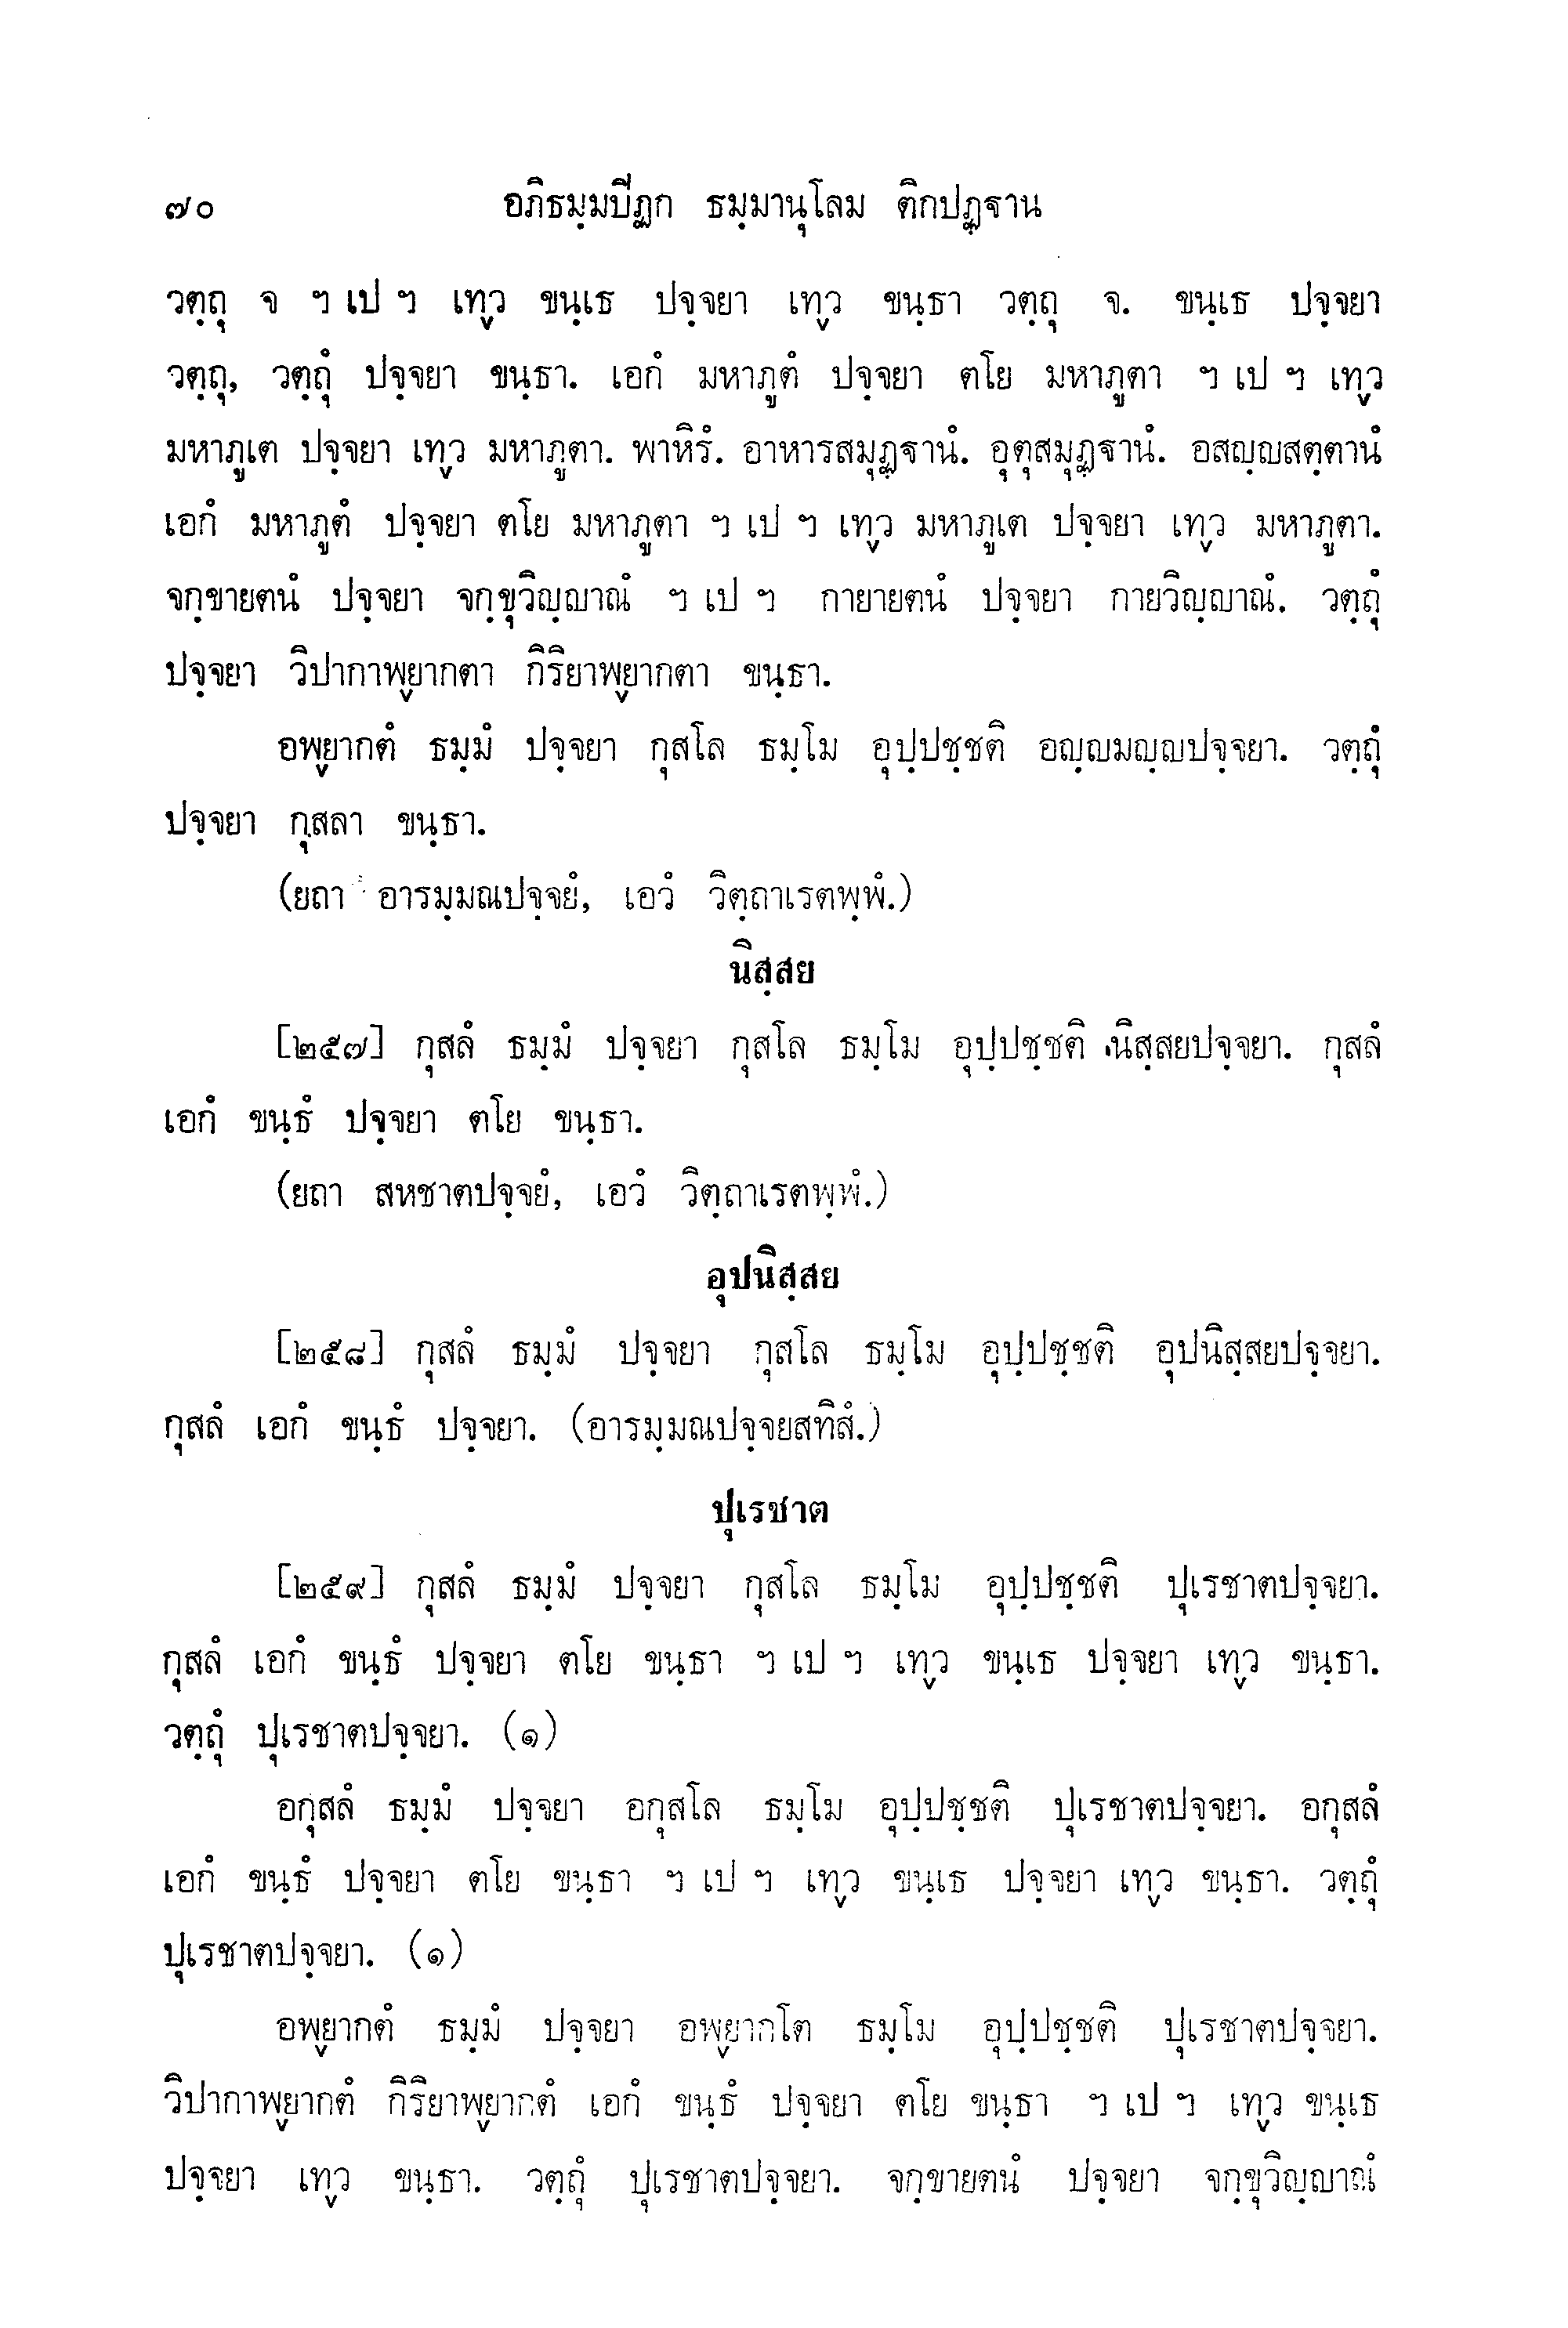 ๗๐ อภิธมฺมปิฏก ธมฺมานุโลม ติกปฏฺฐาน
วตฺถุ จ ฯ เป ฯ เทฺว ขนฺเธ ปจฺจยา เทฺว ขนฺธา วตฺถุ จ. ขนฺเธ ปจฺจยา
วตฺถุ, วตฺถุํ ปจฺจยา ขนฺธา. เอกํ มหาภูตํ ปจฺจยา ตโย มหาภูตา ฯ เป ฯ เทฺว
มหาภูเต ปจฺจยา เทฺว มหาภูตา. พาหิรํ. อาหารสมุฏฺฐานํ. อุตุสมุฏฺฐานํ. อสญฺญสตฺตานํ
เอกํ มหาภูตํ ปจฺจยา ตโย มหาภูตา ฯ เป ฯ เทฺว มหาภูเต ปจฺจยา เทฺว มหาภูตา.
จกฺขายตนํ ปจฺจยา จกฺขุวิญฺญาณํ ฯ เป ฯ กายายตนํ ปจฺจยา กายวิญฺญาณํ. วตฺถุํ
ปจฺจยา วิปากาพฺยากตา กิริยาพฺยากตา ขนฺธา.
อพฺยากตํ ธมฺมํ ปจฺจยา กุสโล ธมฺโม อุปฺปชฺชติ อญฺญมญฺญปจฺจยา. วตฺถุํ
ปจฺจยา กุสลา ขนฺธา.
(ยถา อารมฺมณปจฺจยํ, เอวํ วิตฺถาเรตพฺพํ.)
นิสฺสย
[๒๕๗] กุสลํ ธมฺมํ ปจฺจยา กุสโล ธมฺโม อุปฺปชฺชติ นิสฺสยปจฺจยา. กุสลํ
เอกํ ขนฺธํ ปจฺจยา ตโย ขนฺธา.
(ยถา สหชาตปจฺจยํ, เอวํ วิตฺถาเรตพฺพํ.)
อุปนิสฺสย
[๒๕๘] กุสลํ ธมฺมํ ปจฺจยา กุสโล ธมฺโม อุปฺปชฺชติ อุปนิสฺสยปจฺจยา.
กุสลํ เอกํ ขนฺธํ ปจฺจยา. (อารมฺมณปจฺจยสทิสํ.)
ปุเรชาต
[๒๕๙] กุสลํ ธมฺมํ ปจฺจยา กุสโล ธมฺโม อุปฺปชฺชติ ปุเรชาตปจฺจยา.
กุสลํ เอกํ ขนฺธํ ปจฺจยา ตโย ขนฺธา ฯ เป ฯ เทฺว ขนฺเธ ปจฺจยา เทฺว ขนฺธา.
วตฺถุํ ปุเรชาตปจฺจยา. (๑)
อกุสลํ ธมฺมํ ปจฺจยา อกุสโล ธมฺโม อุปฺปชฺชติ ปุเรชาตปจฺจยา. อกุสลํ
เอกํ ขนฺธํ ปจฺจยา ตโย ขนฺธา ฯ เป ฯ เทฺว ขนฺเธ ปจฺจยา เทฺว ขนฺธา. วตฺถุํ
ปุเรชาตปจฺจยา. (๑)
อพฺยากตํ ธมฺมํ ปจฺจยา อพฺยากโต ธมฺโม อุปฺปชฺชติ ปุเรชาตปจฺจยา.
วิปากาพฺยากตํ กิริยาพฺยากตํ เอกํ ขนฺธํ ปจฺจยา ตโย ขนฺธา ฯ เป ฯ เทฺว ขนฺเธ
ปจฺจยา เทฺว ขนฺธา. วตฺถุํ ปุเรชาตปจฺจยา. จกฺขายตนํ ปจฺจยา จกฺขุวิญฺญาณํ